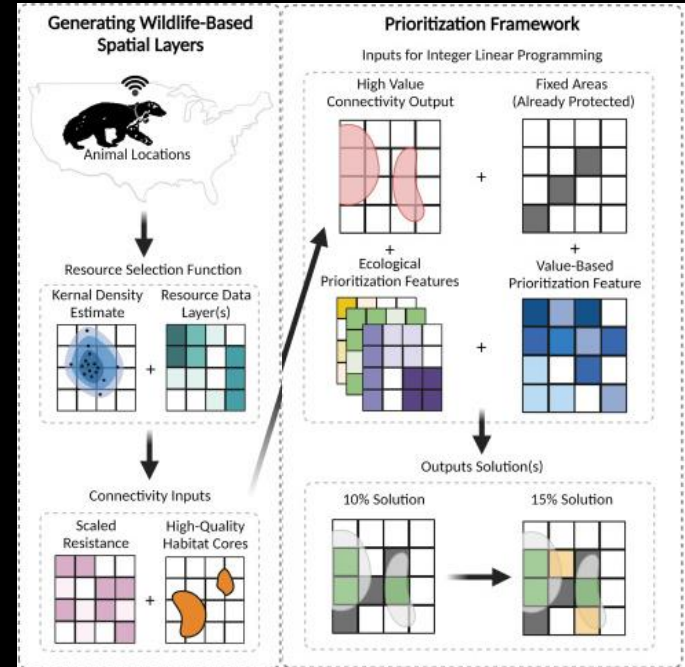 Generating Wildlife-Based
Spatial Layers
Animal Locations
Resource Selection Function
Kernal Density
Estimate
Resource Data
Layer(s)
+
Connectivity Inputs
Scaled
Resistance
High-Quality
Habitat Cores
+
Prioritization Framework
Inputs for Integer Linear Programming
High Value
Connectivity Output
Fixed Areas
(Already Protected)
+
+
+
Ecological
Prioritization Features
Value-Based
Prioritization Feature
+
Outputs Solution(s)
10% Solution
15% Solution